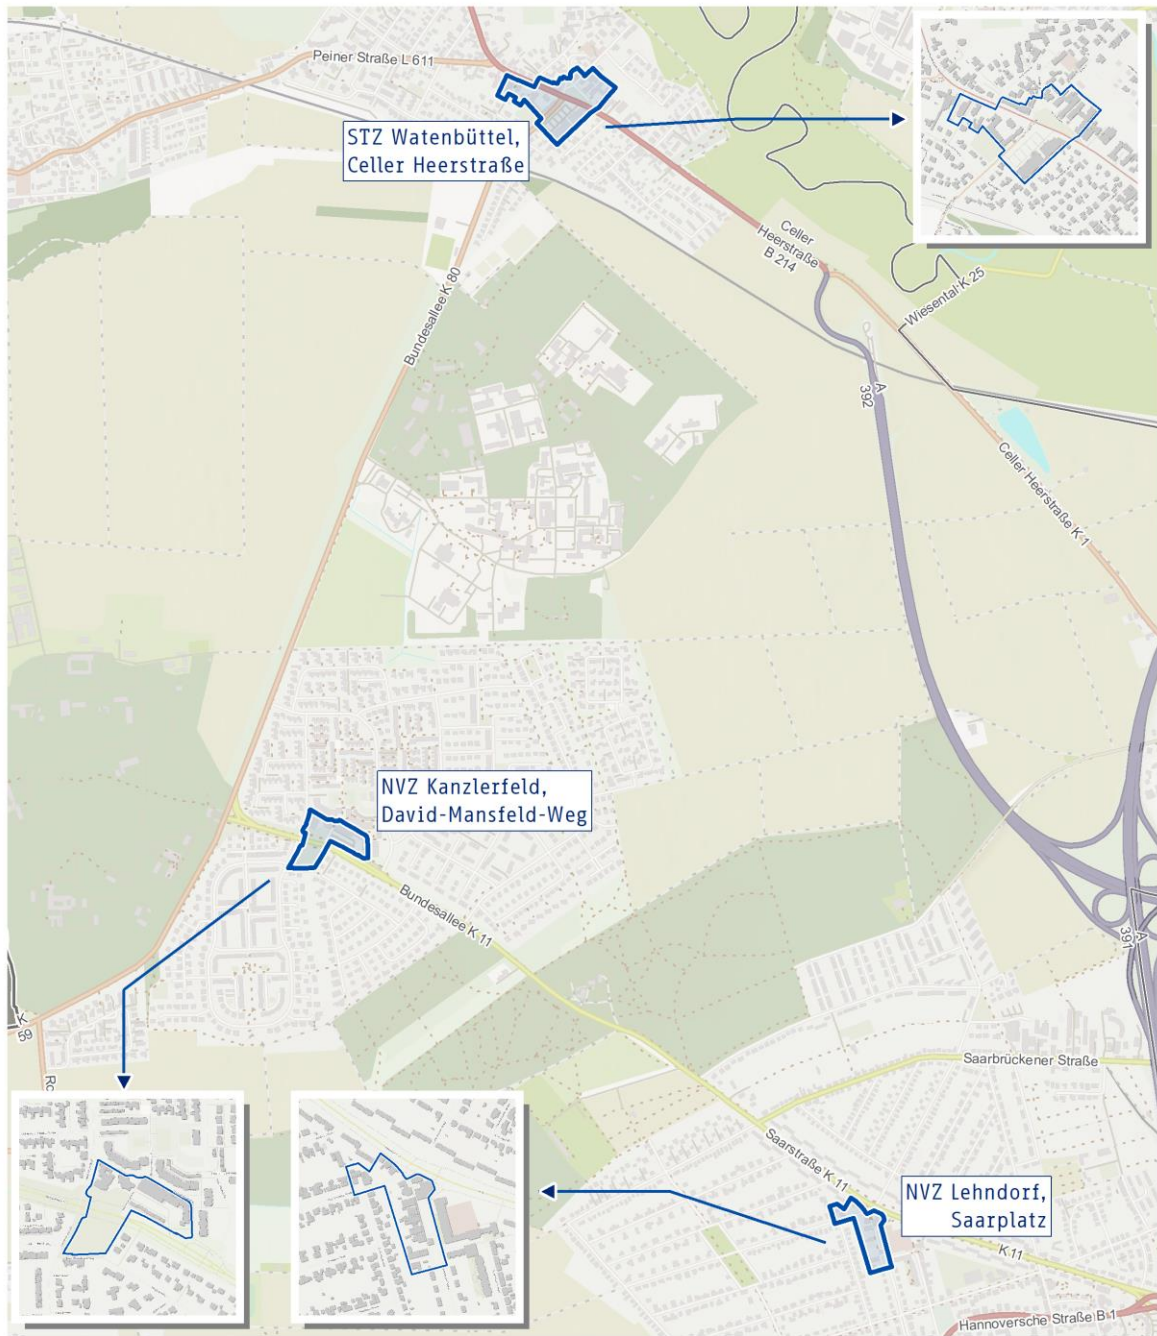 Peiner Straße L 611
STZ Watenbüttel,
Celler Heerstraße
Celler
Heerstraße
B 214
Wiesental K 25
Bundesallee K 80
A
392
Celler Heerstraße K 1
NVZ Kanzlerfeld,
David-Mansfeld-Weg
Bundesallee K 11
A
391
K
59
Saarbrückener Straße
Saarstraße K 11
NVZ Lehndorf,
Saarplatz
K 11
Hannoversche Straße B 1